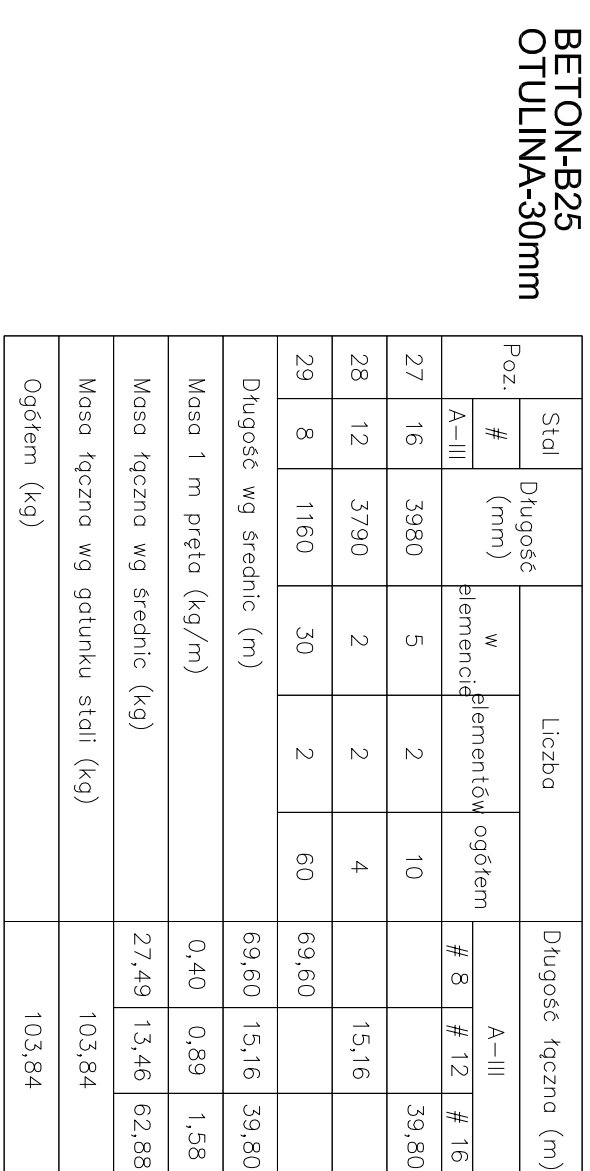 BETON-B25
OTULINA-30mm
Poz.
Stal
#
A-III
Długość
(mm)
Liczba
w
elemencie
elementów
ogółem
Długość łączna (m)
A-III
# 8 # 12 # 16
27 16 3980 5 2 10 39,80
28 12 3790 2 2 4 15,16
29 8 1160 30 2 60 69,60
Długość wg średnic (m) 69,60 15,16 39,80
Masa 1 m pręta (kg/m) 0,40 0,89 1,58
Masa łączna wg średnic (kg) 27,49 13,46 62,88
Masa łączna wg gatunku stali (kg) 103,84
Ogółem (kg) 103,84